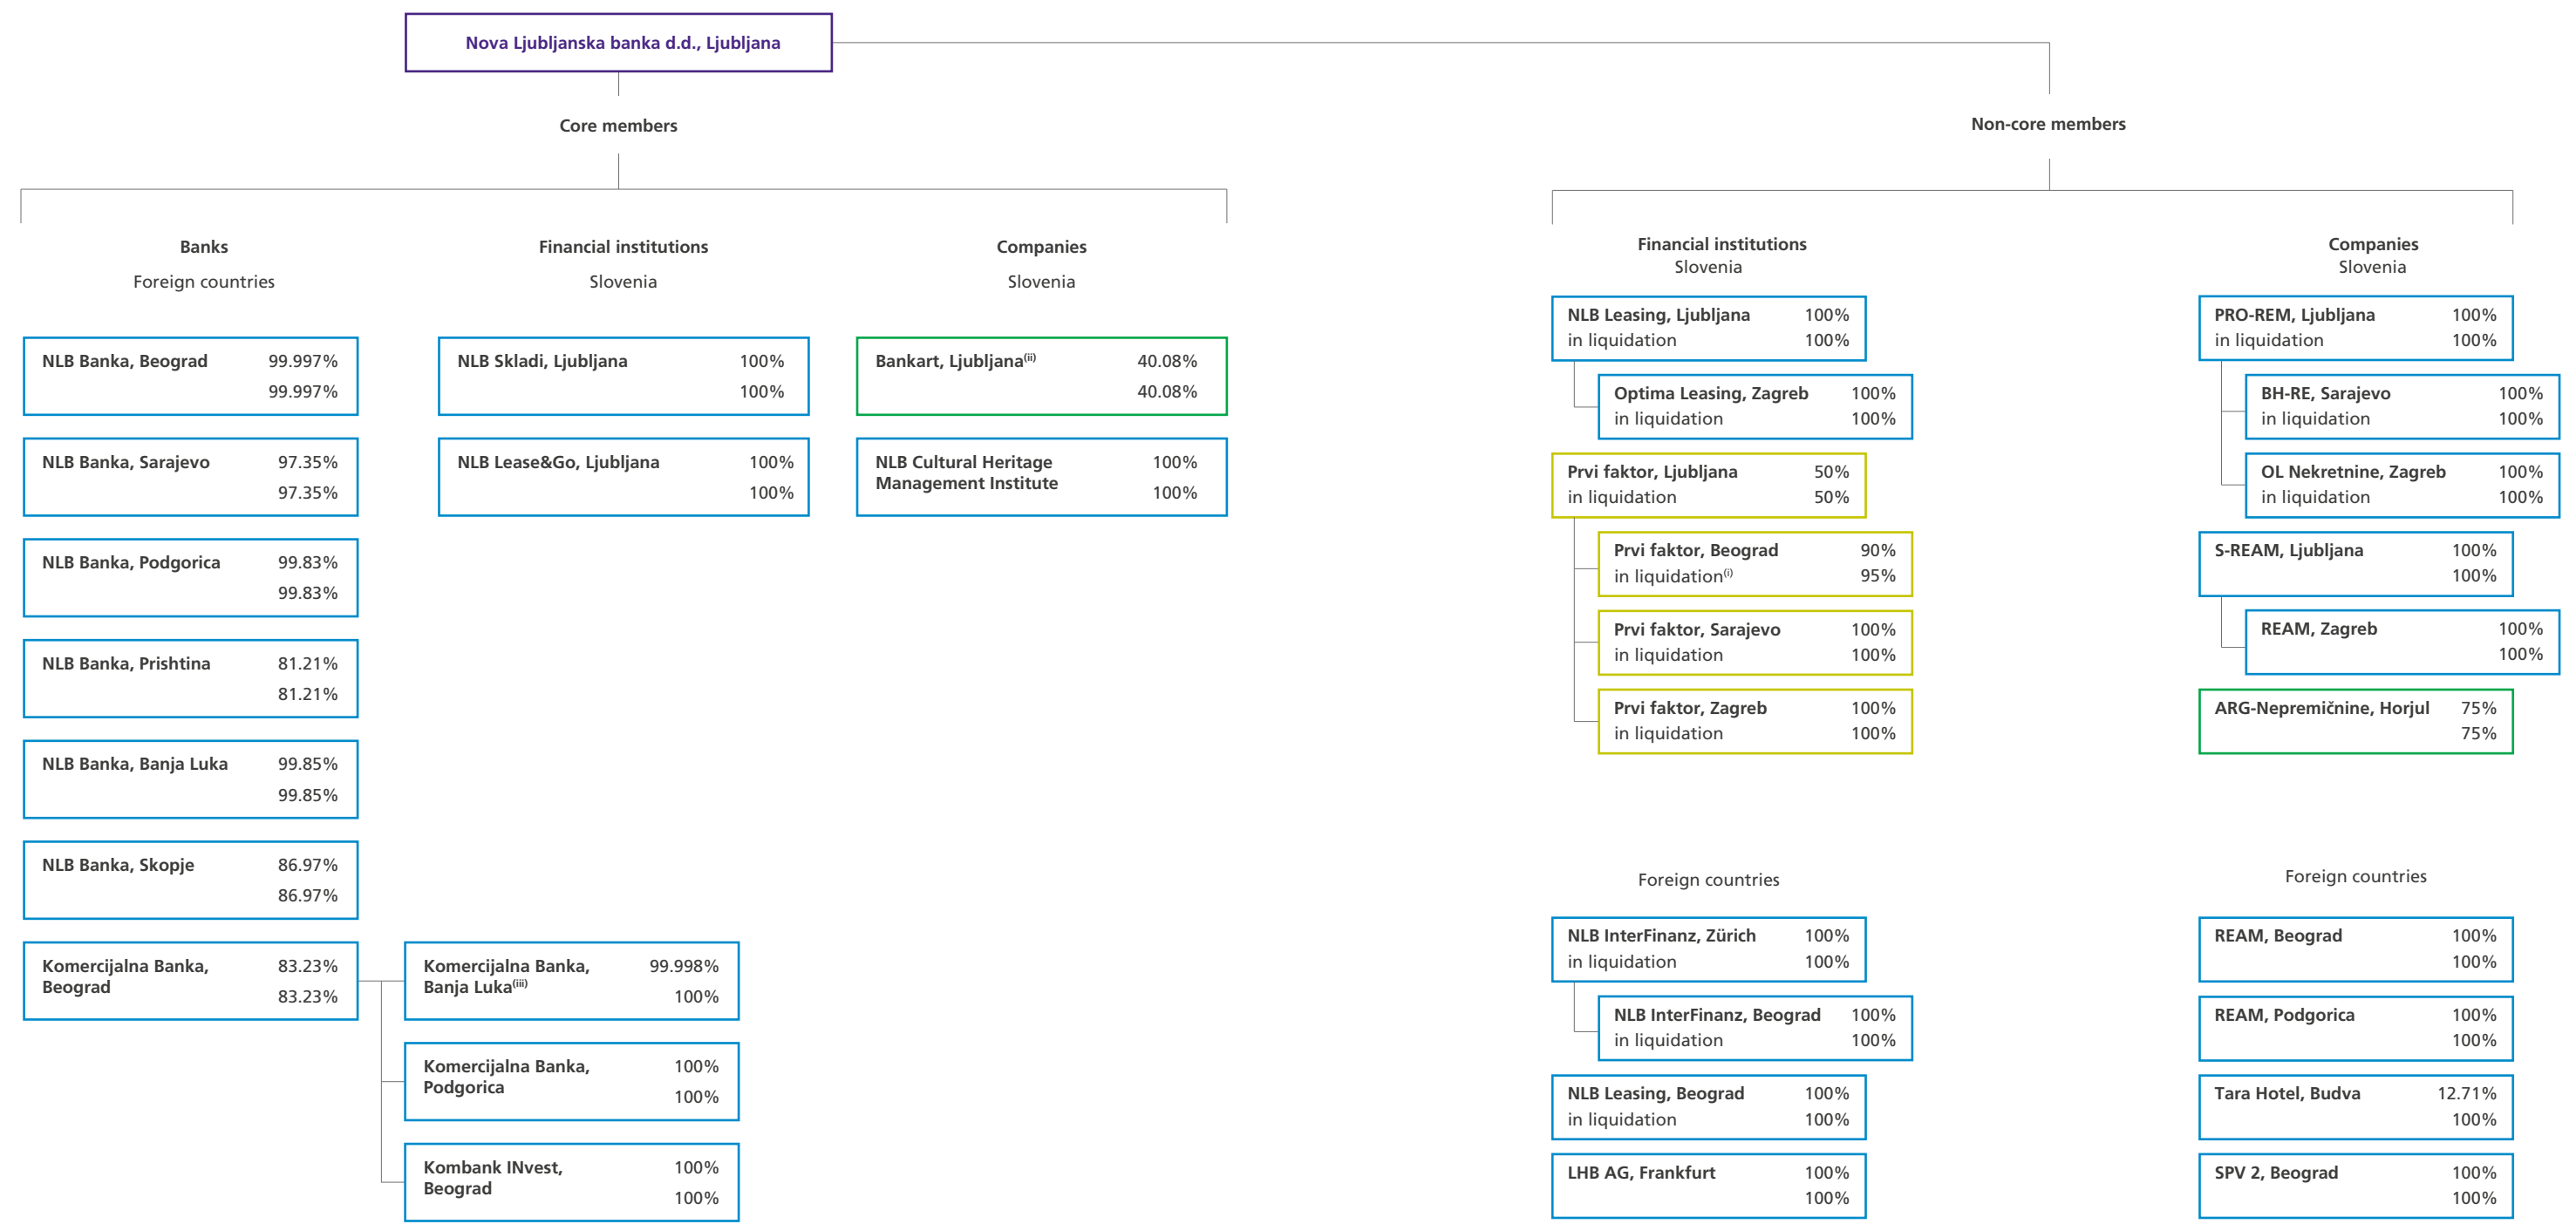 Nova Ljubljanska banka d.d., Ljubljana
Core members
Banks
Foreign countries
NLB Banka, Beograd 99.997%
99.997%
NLB Banka, Sarajevo 97.35%
97.35%
NLB Banka, Podgorica 99.83%
99.83%
NLB Banka, Prishtina 81.21%
81.21%
NLB Banka, Banja Luka 99.85%
99.85%
NLB Banka, Skopje 86.97%
86.97%
Komercijalna Banka, 83.23%
Beograd 83.23%
Komercijalna Banka, 99.998%
Banja Luka(iii) 100%
Komercijalna Banka, 100%
Podgorica 100%
Kombank INvest, 100%
Beograd 100%
Financial institutions
Slovenia
NLB Skladi, Ljubljana 100%
100%
NLB Lease&Go, Ljubljana 100%
100%
Companies
Slovenia
Bankart, Ljubljana(ii) 40.08%
40.08%
NLB Cultural Heritage 100%
Management Institute 100%
Non-core members
Financial institutions
Slovenia
NLB Leasing, Ljubljana 100%
in liquidation 100%
Optima Leasing, Zagreb 100%
in liquidation 100%
Prvi faktor, Ljubljana 50%
in liquidation 50%
Prvi faktor, Beograd 90%
in liquidation(i) 95%
Prvi faktor, Sarajevo 100%
in liquidation 100%
Prvi faktor, Zagreb 100%
in liquidation 100%
Foreign countries
NLB InterFinanz, Zürich 100%
in liquidation 100%
NLB InterFinanz, Beograd 100%
in liquidation 100%
NLB Leasing, Beograd 100%
in liquidation 100%
LHB AG, Frankfurt 100%
100%
Companies
Slovenia
PRO-REM, Ljubljana 100%
in liquidation 100%
BH-RE, Sarajevo 100%
in liquidation 100%
OL Nekretnine, Zagreb 100%
in liquidation 100%
S-REAM, Ljubljana 100%
100%
REAM, Zagreb 100%
100%
ARG-Nepremičnine, Horjul 75%
75%
Foreign countries
REAM, Beograd 100%
100%
REAM, Podgorica 100%
100%
Tara Hotel, Budva 12.71%
100%
SPV 2, Beograd 100%
100%